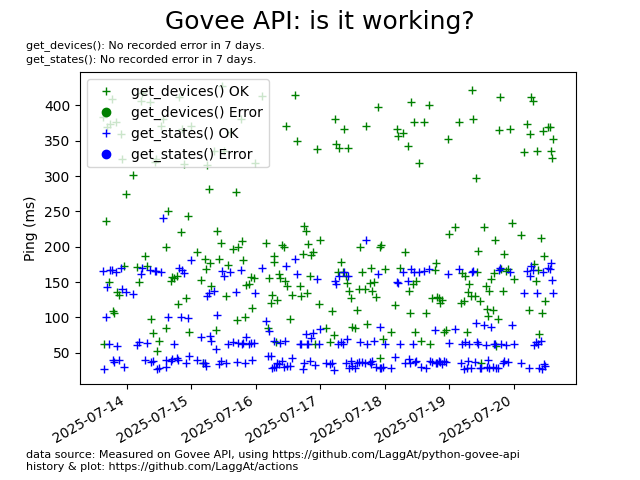 Govee API: is it working?
get_devices(): No recorded error in 7 days.
get_states(): No recorded error in 7 days.
get_devices() OK
get_devices() Error
get_states() OK
get_states() Error
Ping (ms)
400
350
300
250
200
150
100
50
2025-07-14
2025-07-15
2025-07-16
2025-07-17
2025-07-18
2025-07-19
2025-07-20
data source: Measured on Govee API, using https://github.com/LaggAt/python-govee-api
history & plot: https://github.com/LaggAt/actions